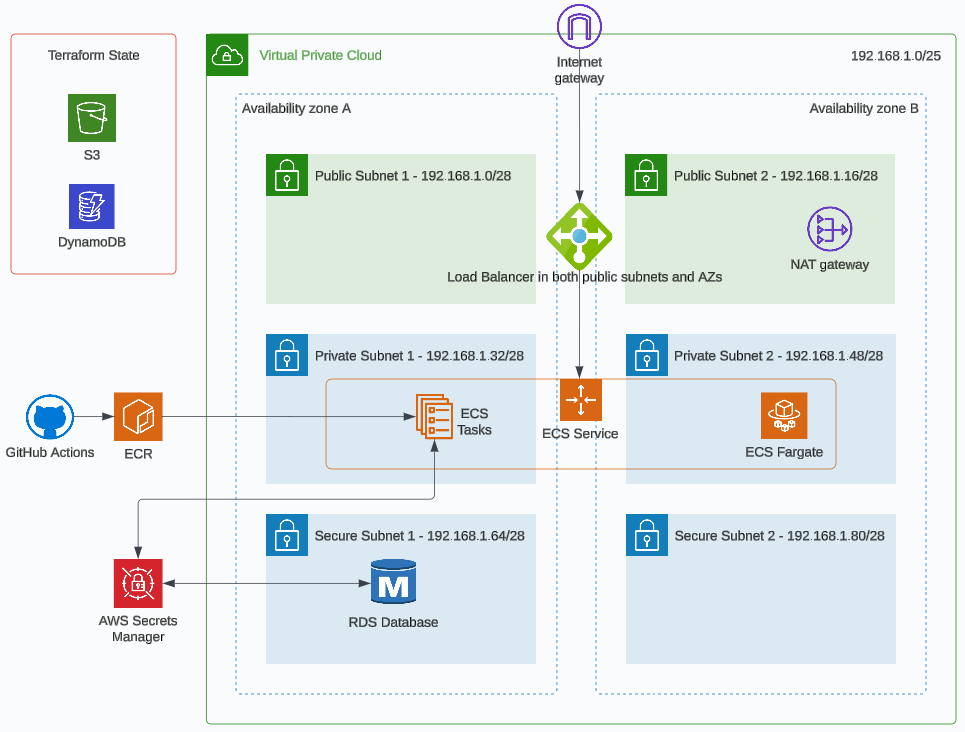 Terraform State
S3
DynamoDB
Virtual Private Cloud
192.168.1.0/25
Internet
gateway
Availability zone A
Availability zone B
Public Subnet 1 - 192.168.1.0/28
Public Subnet 2 - 192.168.1.16/28
NAT gateway
Load Balancer in both public subnets and AZs
Private Subnet 1 - 192.168.1.32/28
Private Subnet 2 - 192.168.1.48/28
GitHub Actions
ECR
ECS
Tasks
ECS Service
ECS Fargate
Secure Subnet 1 - 192.168.1.64/28
Secure Subnet 2 - 192.168.1.80/28
AWS Secrets
Manager
M
RDS Database